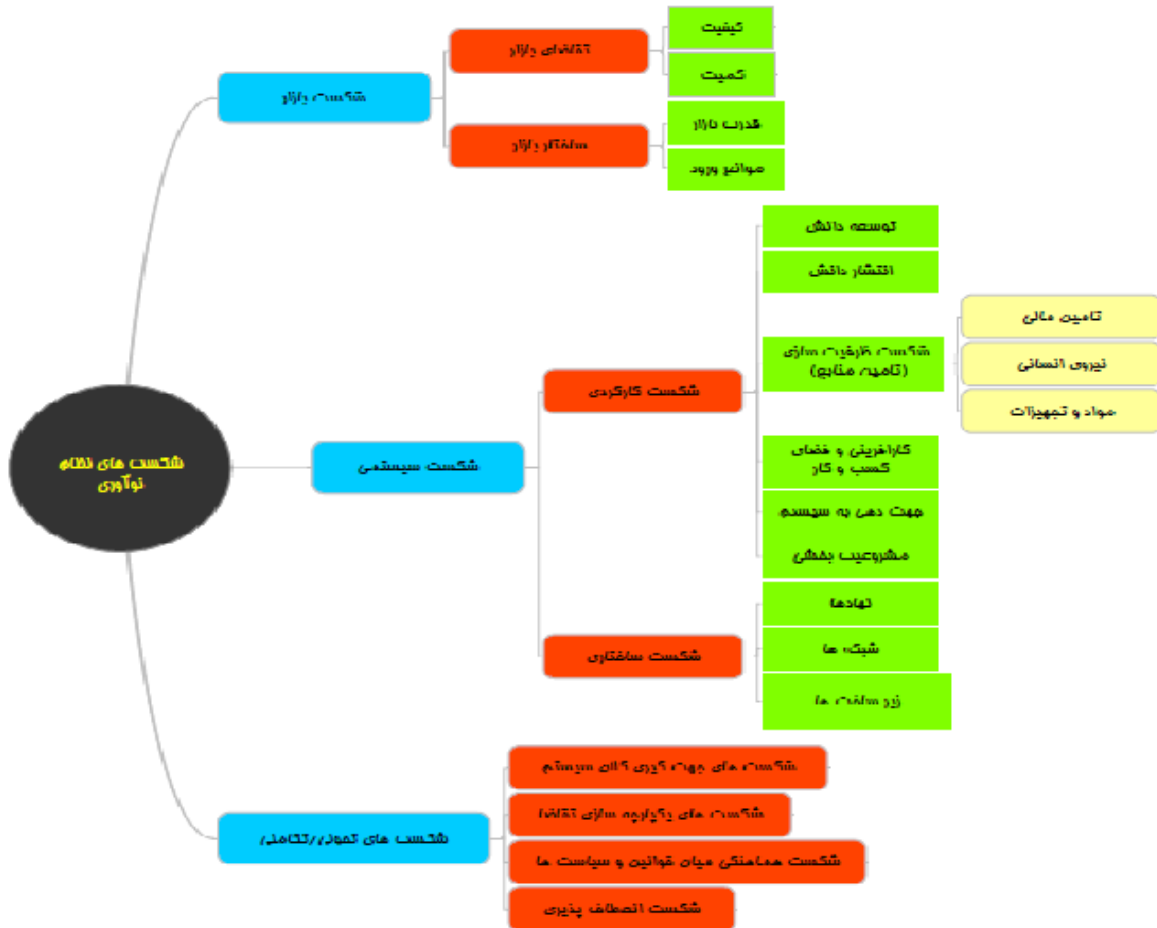 شکست های نظام
نوآوری
شکست بازار
تقاضای بازار
کیفیت
کمیت
ساختار بازار
قدرت بازار
موانع ورود
شکست سیستمی
شکست کارکردی
توسعه دانش
انتشار دانش
شکست ظرفیت سازی
(تامین منابع)
تامین مالی
نیروی انسانی
مواد و تجهیزات
کارآفرینی و فضای
کسب و کار
جهت دهی به سیستم
مشروعیت بخشی
شکست ساختاری
نهادها
شبکه ها
زیر ساخت ها
شکست های تحولی/تکاملی
شکست های جهت گیری کلان سیستم
شکست های یکپارچه سازی تقاضا
شکست هماهنگی میان قوانین و سیاست ها
شکست انعطاف پذیری